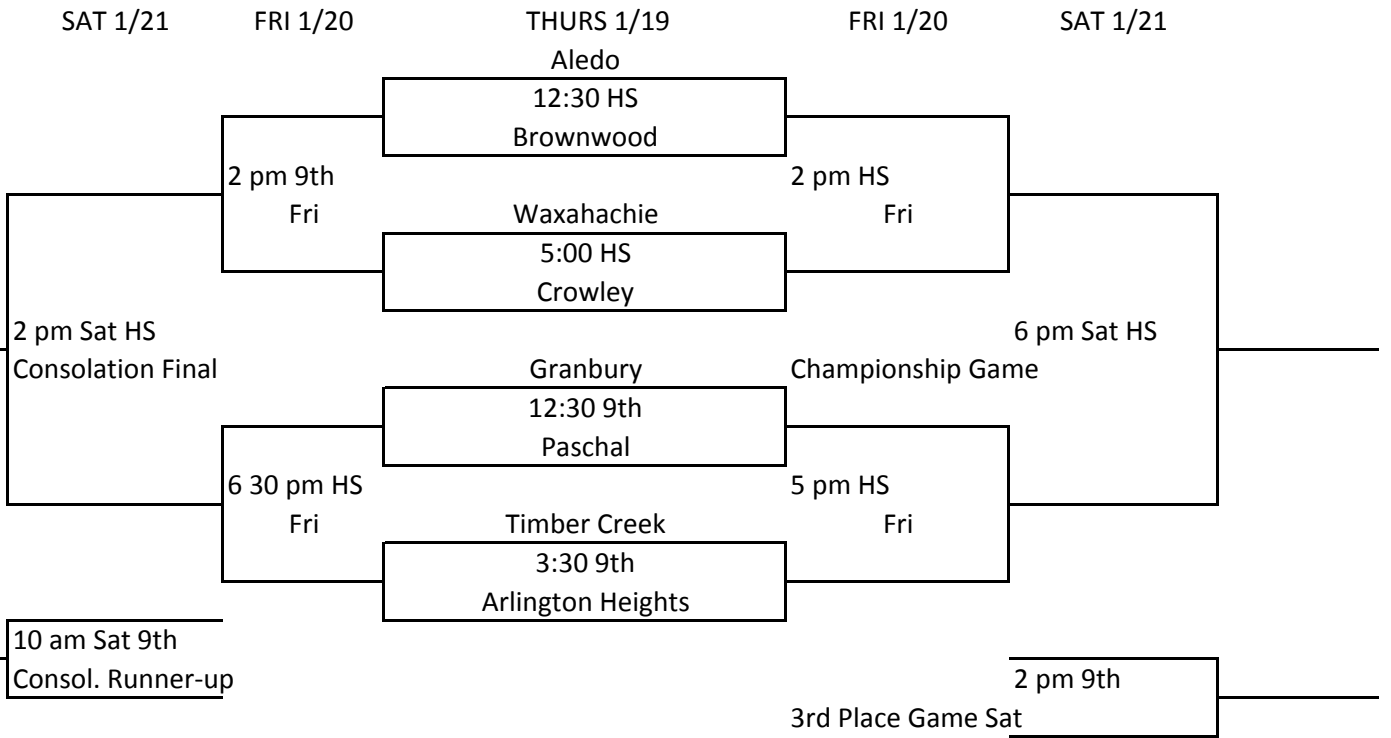 SAT 1/21 FRI 1/20 THURS 1/19 FRI 1/20 SAT 1/21
Aledo
12:30 HS
Brownwood
2 pm 9th 2 pm HS
Fri Waxahachie Fri
5:00 HS
Crowley
2 pm Sat HS 6 pm Sat HS
Consolation Final Granbury Championship Game
12:30 9th
Paschal
6 30 pm HS 5 pm HS
Fri Timber Creek Fri
3:30 9th
Arlington Heights
10 am Sat 9th
Consol. Runner-up 2 pm 9th
3rd Place Game Sat